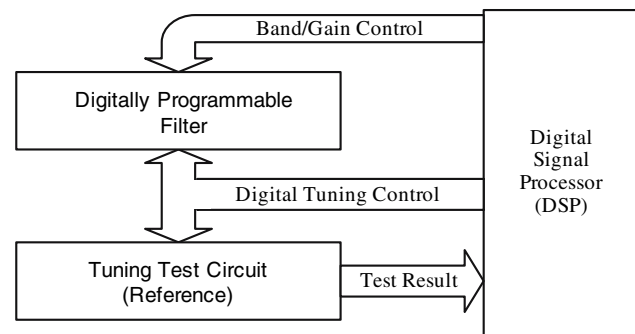 Band/Gain Control
Digitally Programmable
Filter
Digital
Signal
Processor
(DSP)
Digital Tuning Control
Tuning Test Circuit
(Reference)
Test Result